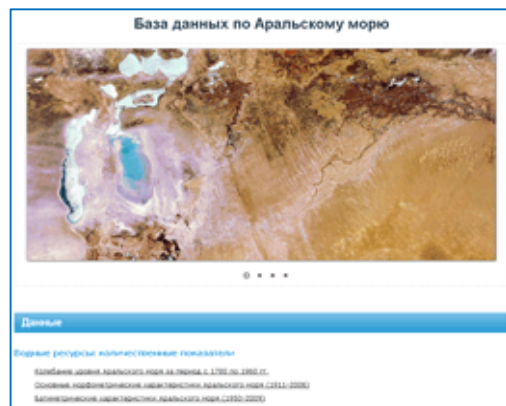 База данных по Аральскому морю
Данные
Водные ресурсы: количественные показатели
Колебание уровня Аральского моря за период с 1780 по 1960 гг.
Основные морфометрические характеристики Аральского моря (1911-2006)
Батиметрические характеристики Аральского моря (1950-2009)